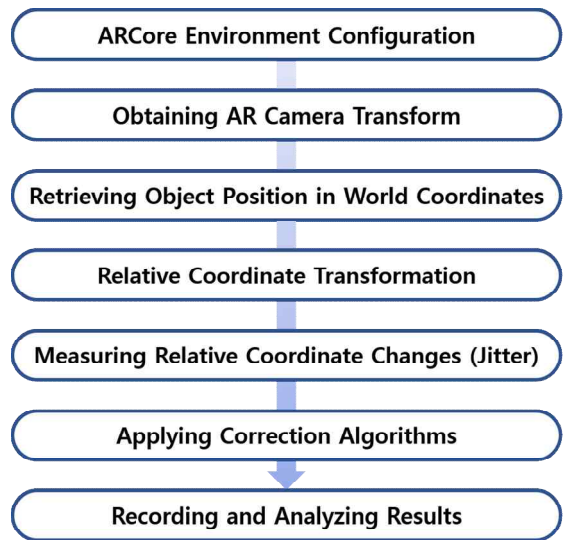 ARCore Environment Configuration
Obtaining AR Camera Transform
Retrieving Object Position in World Coordinates
Relative Coordinate Transformation
Measuring Relative Coordinate Changes (Jitter)
Applying Correction Algorithms
Recording and Analyzing Results